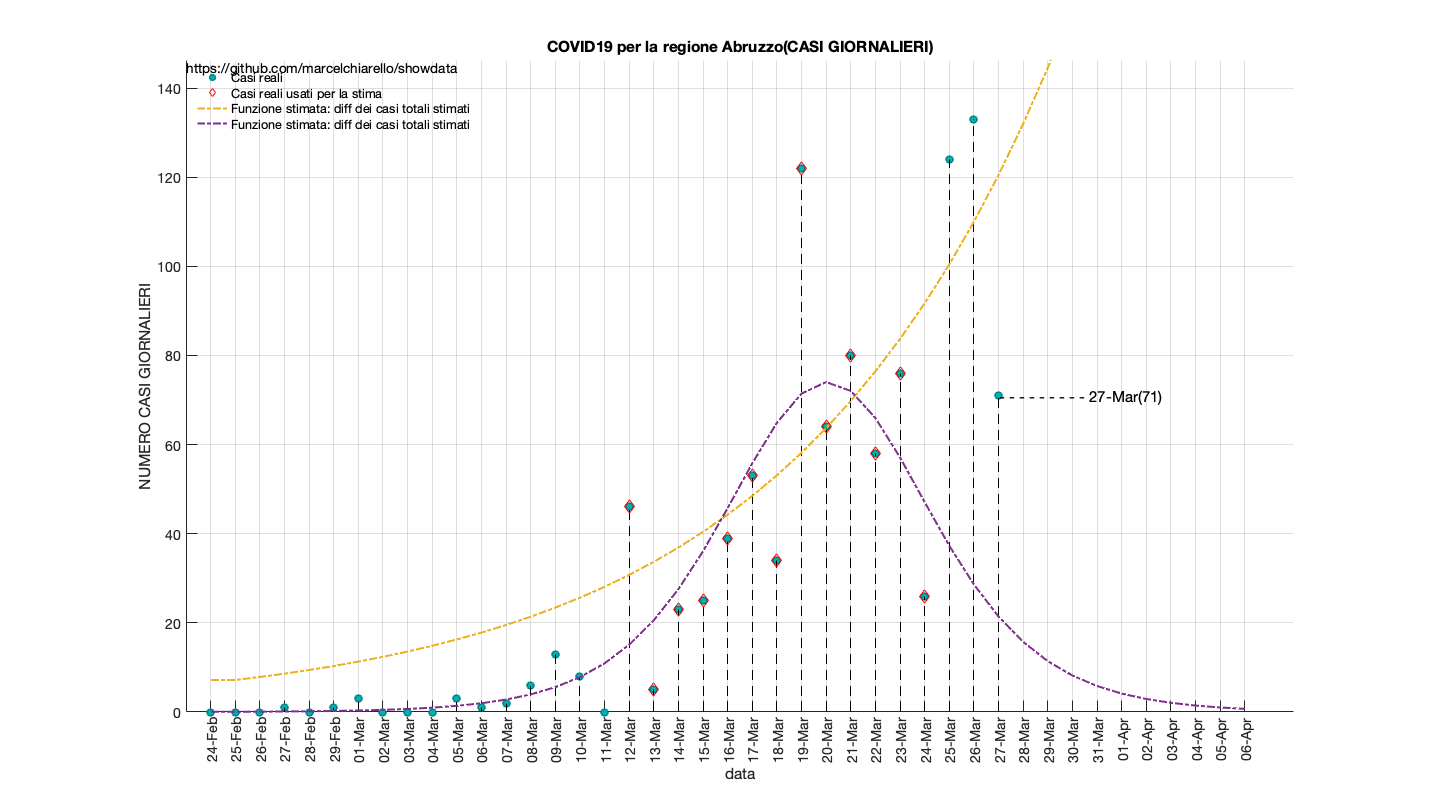 COVID19 per la regione Abruzzo(CASI GIORNALIERI)
https://github.com/marcelchiarello/showdata
Casi reali
Casi reali usati per la stima
Funzione stimata: diff dei casi totali stimati
Funzione stimata: diff dei casi totali stimati
140
120
100
80
60
40
20
0
NUMERO CASI GIORNALIERI
27-Mar(71)
24-Feb
25-Feb
26-Feb
27-Feb
28-Feb
29-Feb
01-Mar
02-Mar
03-Mar
04-Mar
05-Mar
06-Mar
07-Mar
08-Mar
09-Mar
10-Mar
11-Mar
12-Mar
13-Mar
14-Mar
15-Mar
16-Mar
17-Mar
18-Mar
19-Mar
20-Mar
21-Mar
22-Mar
23-Mar
24-Mar
25-Mar
26-Mar
27-Mar
28-Mar
29-Mar
30-Mar
31-Mar
01-Apr
02-Apr
03-Apr
04-Apr
05-Apr
06-Apr
data